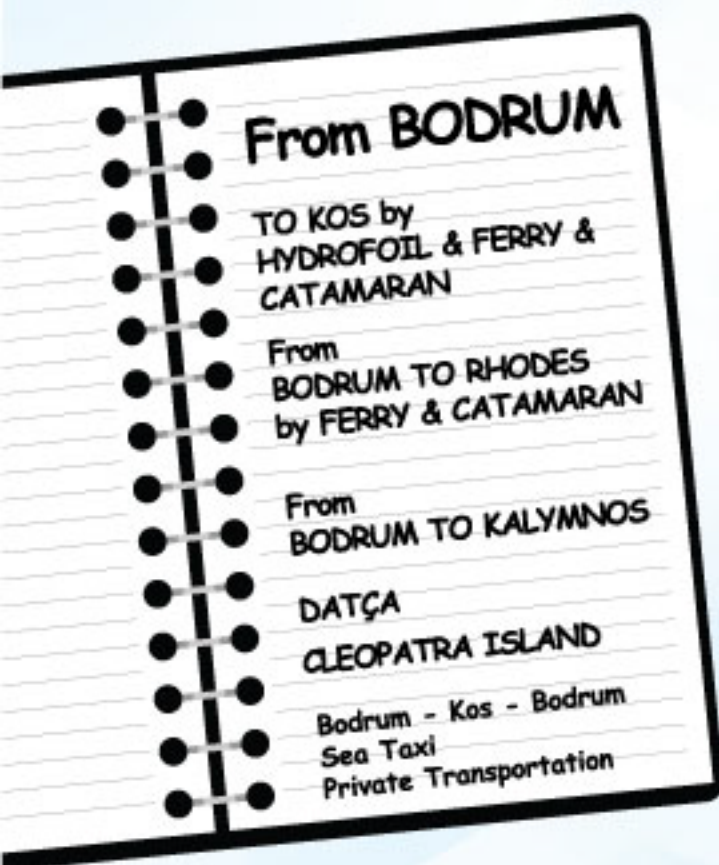 From BODRUM
TO KOS by
HYDROFOIL & FERRY &
CATAMARAN
From
BODRUM TO RHODES
by FERRY & CATAMARAN
From
BODRUM TO KALYMNOS
DATÇA
CLEOPATRA ISLAND
Bodrum - Kos - Bodrum
Sea Taxi
Private Transportation